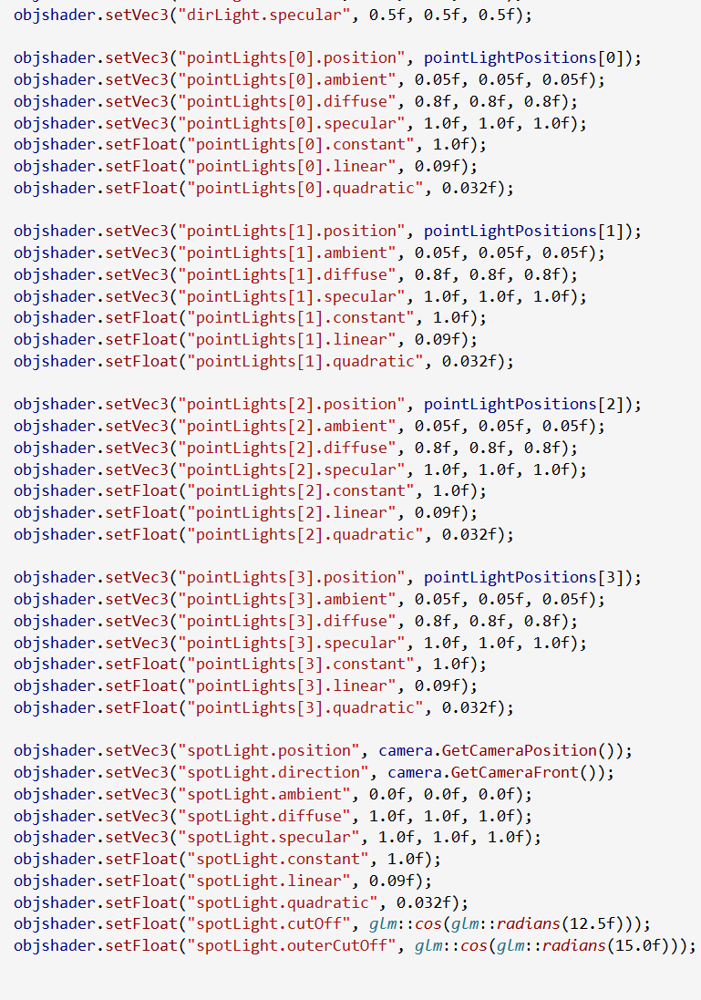 objshader.setVec3("dirLight.specular", 0.5f, 0.5f, 0.5f);
objshader.setVec3("pointLights[0].position", pointLightPositions[0]);
objshader.setVec3("pointLights[0].ambient", 0.05f, 0.05f, 0.05f);
objshader.setVec3("pointLights[0].diffuse", 0.8f, 0.8f, 0.8f);
objshader.setVec3("pointLights[0].specular", 1.0f, 1.0f, 1.0f);
objshader.setFloat("pointLights[0].constant", 1.0f);
objshader.setFloat("pointLights[0].linear", 0.09f);
objshader.setFloat("pointLights[0].quadratic", 0.032f);
objshader.setVec3("pointLights[1].position", pointLightPositions[1]);
objshader.setVec3("pointLights[1].ambient", 0.05f, 0.05f, 0.05f);
objshader.setVec3("pointLights[1].diffuse", 0.8f, 0.8f, 0.8f);
objshader.setVec3("pointLights[1].specular", 1.0f, 1.0f, 1.0f);
objshader.setFloat("pointLights[1].constant", 1.0f);
objshader.setFloat("pointLights[1].linear", 0.09f);
objshader.setFloat("pointLights[1].quadratic", 0.032f);
objshader.setVec3("pointLights[2].position", pointLightPositions[2]);
objshader.setVec3("pointLights[2].ambient", 0.05f, 0.05f, 0.05f);
objshader.setVec3("pointLights[2].diffuse", 0.8f, 0.8f, 0.8f);
objshader.setVec3("pointLights[2].specular", 1.0f, 1.0f, 1.0f);
objshader.setFloat("pointLights[2].constant", 1.0f);
objshader.setFloat("pointLights[2].linear", 0.09f);
objshader.setFloat("pointLights[2].quadratic", 0.032f);
objshader.setVec3("pointLights[3].position", pointLightPositions[3]);
objshader.setVec3("pointLights[3].ambient", 0.05f, 0.05f, 0.05f);
objshader.setVec3("pointLights[3].diffuse", 0.8f, 0.8f, 0.8f);
objshader.setVec3("pointLights[3].specular", 1.0f, 1.0f, 1.0f);
objshader.setFloat("pointLights[3].constant", 1.0f);
objshader.setFloat("pointLights[3].linear", 0.09f);
objshader.setFloat("pointLights[3].quadratic", 0.032f);
objshader.setVec3("spotLight.position", camera.GetCameraPosition());
objshader.setVec3("spotLight.direction", camera.GetCameraFront());
objshader.setVec3("spotLight.ambient", 0.0f, 0.0f, 0.0f);
objshader.setVec3("spotLight.diffuse", 1.0f, 1.0f, 1.0f);
objshader.setVec3("spotLight.specular", 1.0f, 1.0f, 1.0f);
objshader.setFloat("spotLight.constant", 1.0f);
objshader.setFloat("spotLight.linear", 0.09f);
objshader.setFloat("spotLight.quadratic", 0.032f);
objshader.setFloat("spotLight.cutOff", glm::cos(glm::radians(12.5f)));
objshader.setFloat("spotLight.outerCutOff", glm::cos(glm::radians(15.0f)));